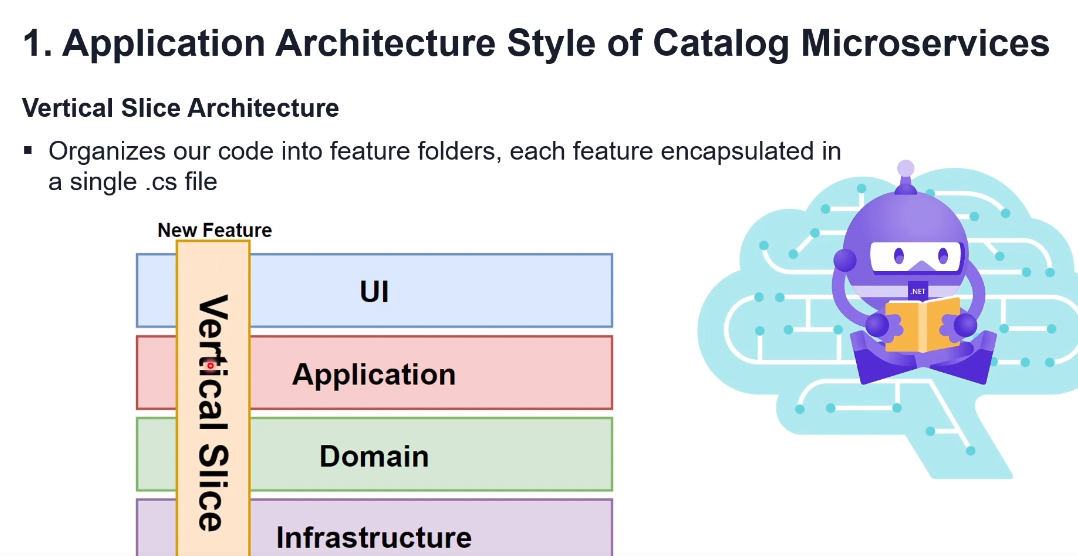 1. Application Architecture Style of Catalog Microservices
Vertical Slice Architecture
▪ Organizes our code into feature folders, each feature encapsulated in
a single .cs file
New Feature
Vertical Slice
UI
Application
Domain
Infrastructure
.NET